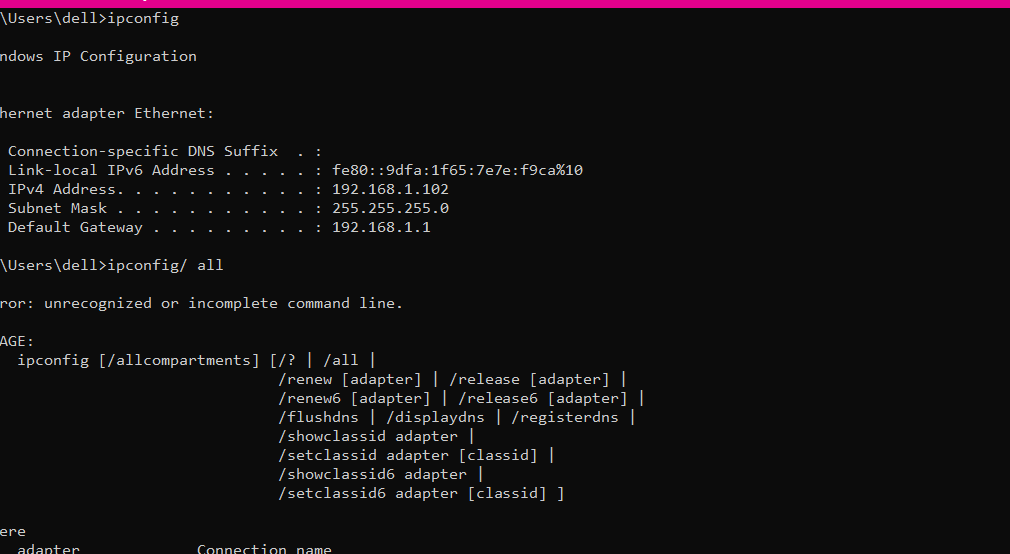 \Users\dell>ipconfig
ndows IP Configuration
hernet adapter Ethernet:
Connection-specific DNS Suffix  . :
Link-local IPv6 Address . . . . . : fe80::9dfa:1f65:7e7e:f9ca%10
IPv4 Address. . . . . . . . . . . : 192.168.1.102
Subnet Mask . . . . . . . . . . . : 255.255.255.0
Default Gateway . . . . . . . . . : 192.168.1.1
\Users\dell>ipconfig/ all
ror: unrecognized or incomplete command line.
AGE:
ipconfig [/allcompartments] [/? | /all |
/renew [adapter] | /release [adapter] |
/renew6 [adapter] | /release6 [adapter] |
/flushdns | /displaydns | /registerdns |
/showclassid adapter |
/setclassid adapter [classid] |
/showclassid6 adapter |
/setclassid6 adapter [classid] ]
ere
adapter             Connection name